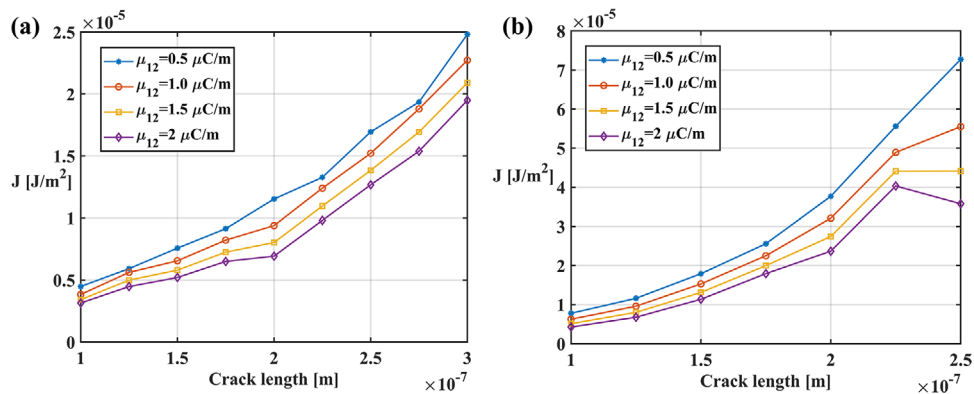 (a)
×10⁻⁵
2.5
2
1.5
1
0.5
0
J [J/m²]
μ₁₂=0.5 μC/m
μ₁₂=1.0 μC/m
μ₁₂=1.5 μC/m
μ₁₂=2 μC/m
1 1.5 2 2.5 3
Crack length [m]
×10⁻⁷
(b)
×10⁻⁵
8
7
6
5
4
3
2
1
0
J [J/m²]
μ₁₂=0.5 μC/m
μ₁₂=1.0 μC/m
μ₁₂=1.5 μC/m
μ₁₂=2 μC/m
1 1.5 2 2.5
Crack length [m]
×10⁻⁷